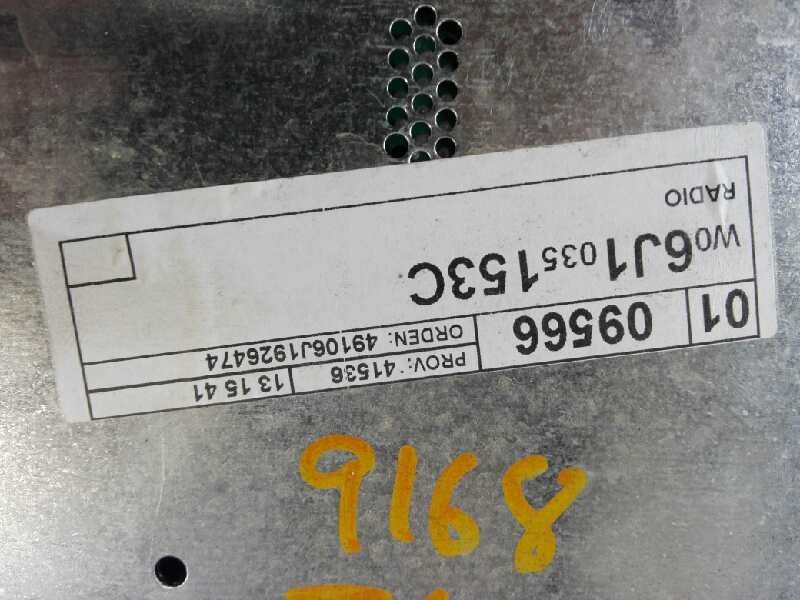 01 09566 PROV.: 41536 13 15 41
ORDEN: 49106J1926474
W06J1035153C
RADIO
9168